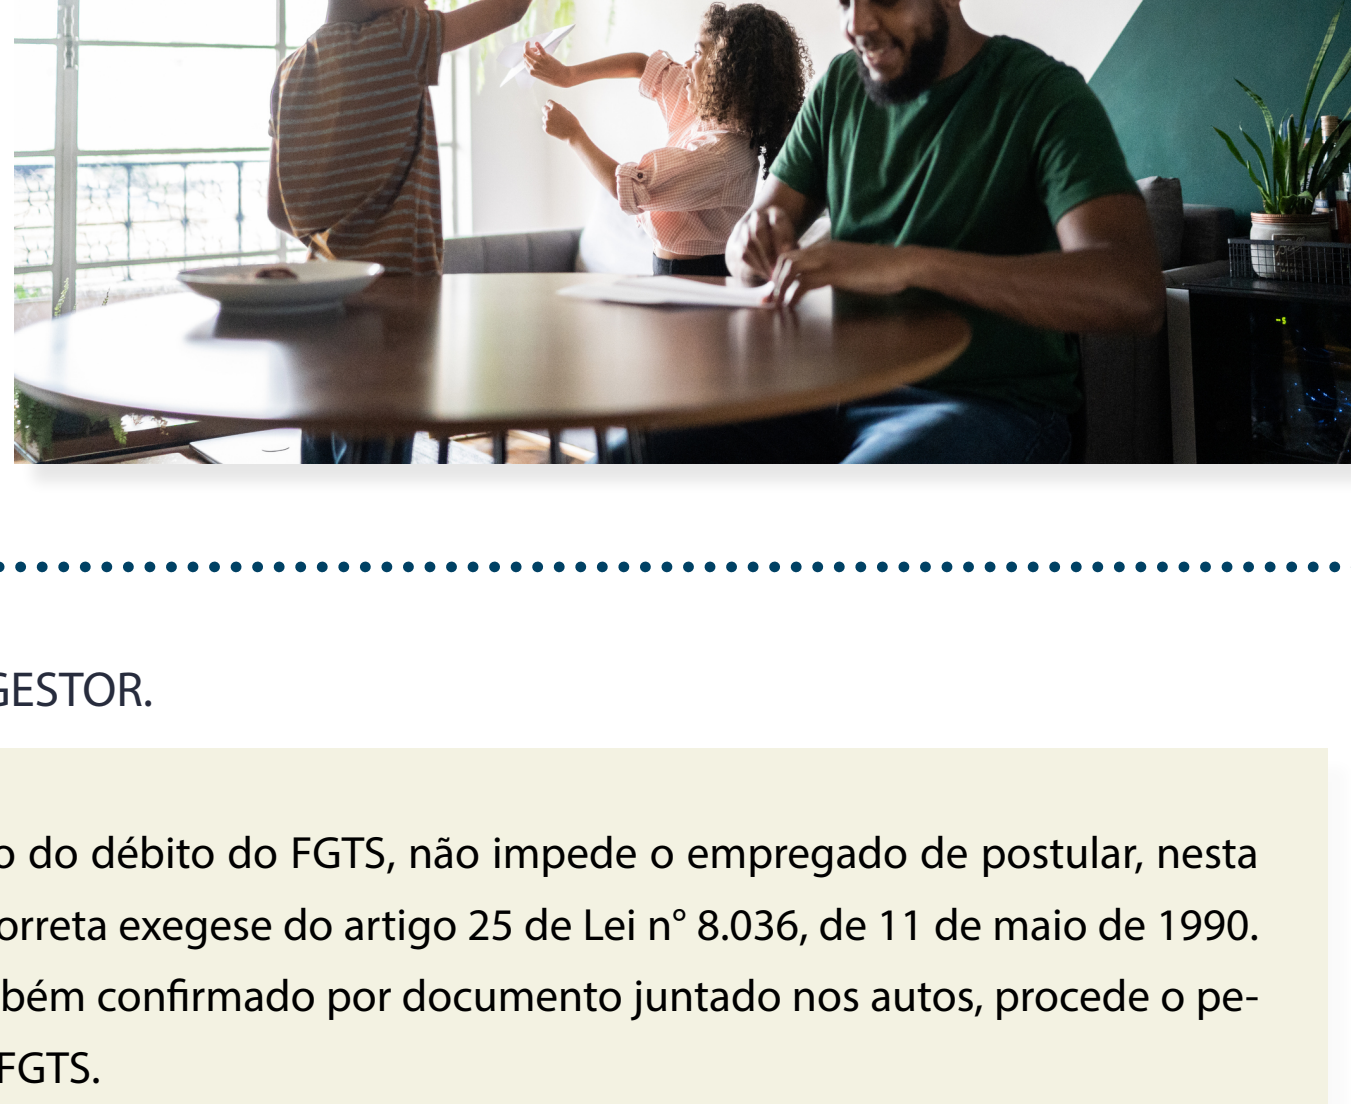 GESTOR.
o do débito do FGTS, não impede o empregado de postular, nesta
orreta exegese do artigo 25 de Lei n° 8.036, de 11 de maio de 1990.
bém confirmado por documento juntado nos autos, procede o pe-
FGTS.